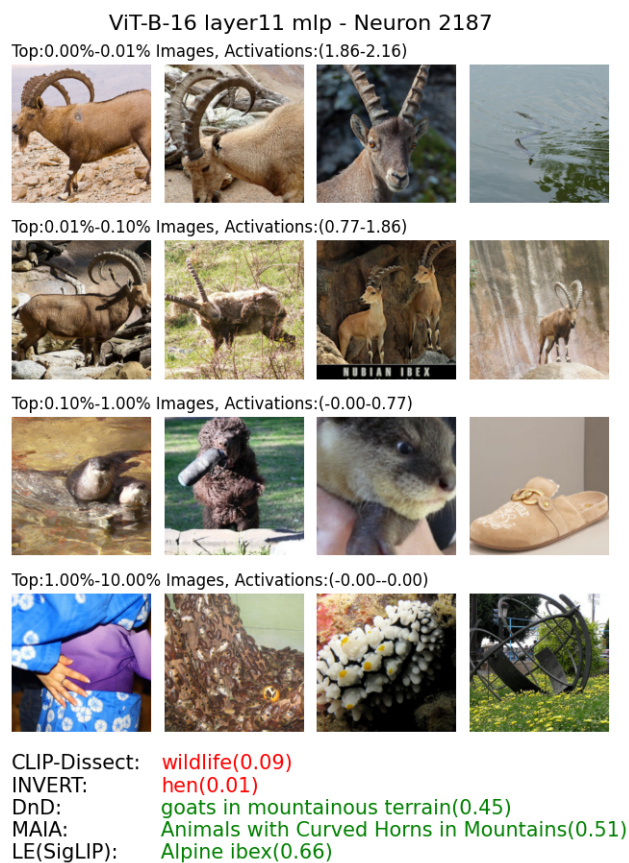 ViT-B-16 layer11 mlp - Neuron 2187
Top:0.00%-0.01% Images, Activations:(1.86-2.16)
Top:0.01%-0.10% Images, Activations:(0.77-1.86)
NUBIAN IBEX
Top:0.10%-1.00% Images, Activations:(-0.00-0.77)
Top:1.00%-10.00% Images, Activations:(-0.00--0.00)
CLIP-Dissect: wildlife(0.09)
INVERT: hen(0.01)
DnD: goats in mountainous terrain(0.45)
MAIA: Animals with Curved Horns in Mountains(0.51)
LE(SigLIP): Alpine ibex(0.66)